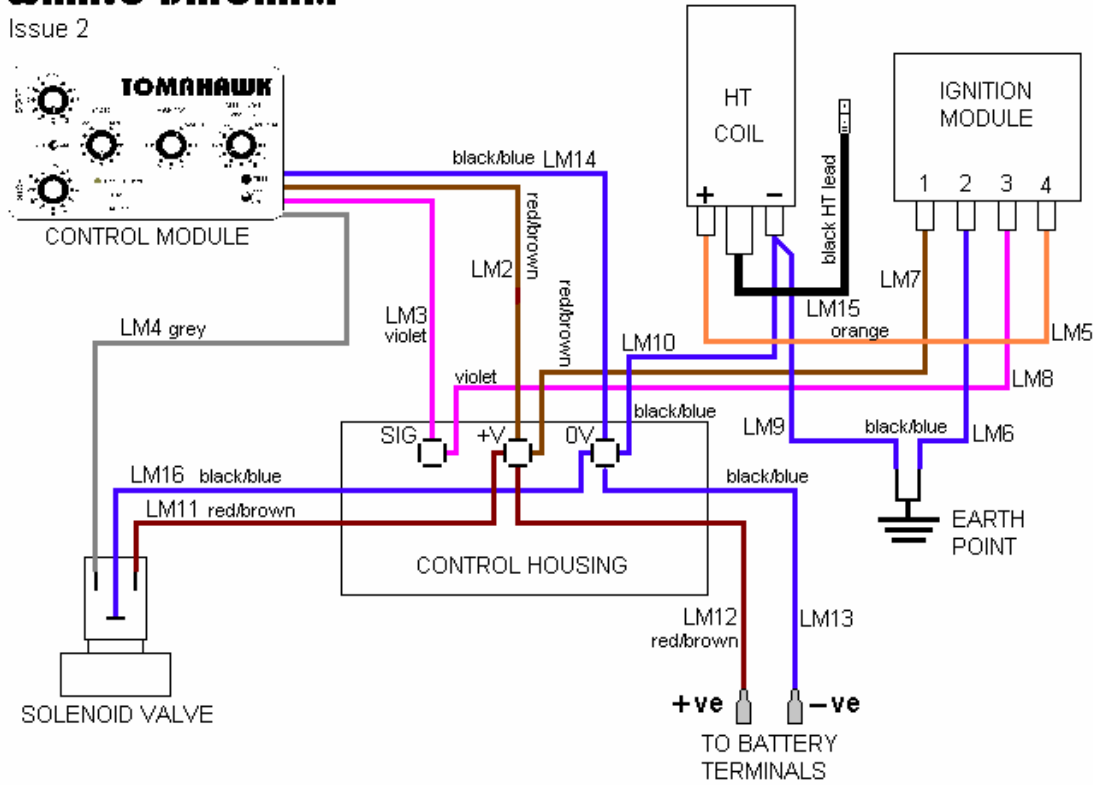 Issue 2
TOMAHAWK
CONTROL MODULE
black/blue LM14
red/brown
LM2
LM3
violet
LM4 grey
HT
COIL
+ −
black HT lead
IGNITION
MODULE
1 2 3 4
LM7
LM15
orange
LM5
red/brown
LM10
violet
LM8
black/blue
LM9
black/blue
LM6
SIG +V 0V
LM16 black/blue
black/blue
LM11 red/brown
CONTROL HOUSING
EARTH
POINT
LM12
red/brown
LM13
SOLENOID VALVE
+ve −ve
TO BATTERY
TERMINALS